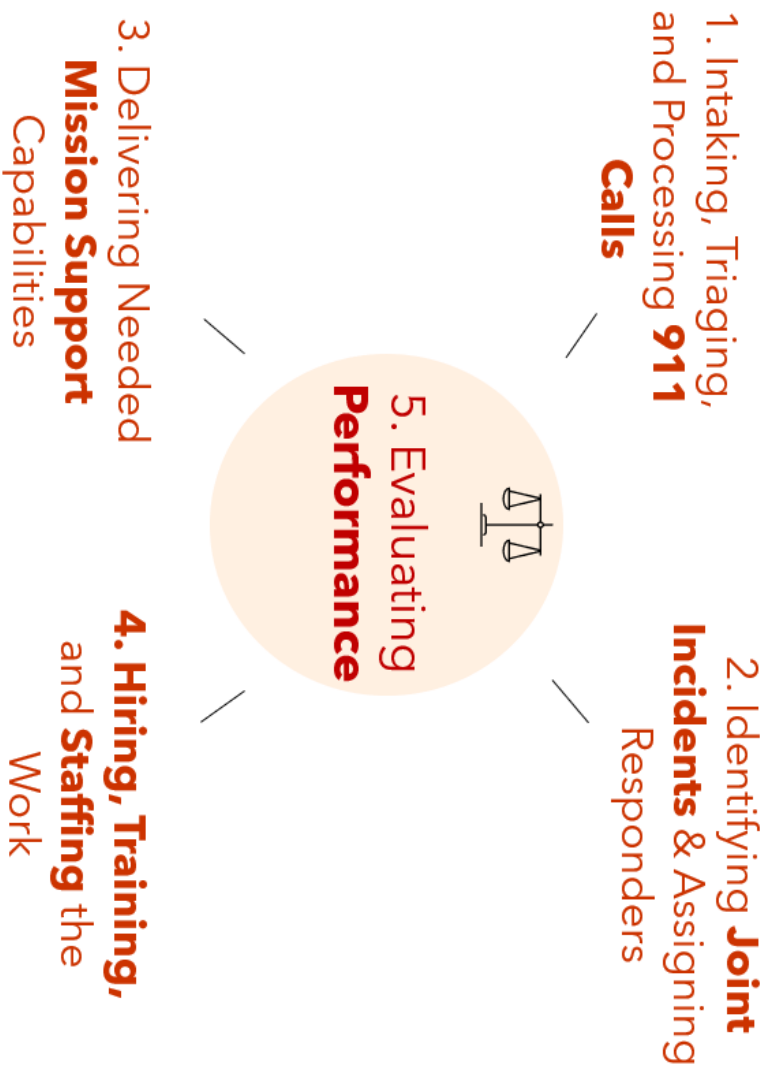 1. Intaking, Triaging,
and Processing 911
Calls
2. Identifying Joint
Incidents & Assigning
Responders
5. Evaluating
Performance
3. Delivering Needed
Mission Support
Capabilities
4. Hiring, Training,
and Staffing the
Work